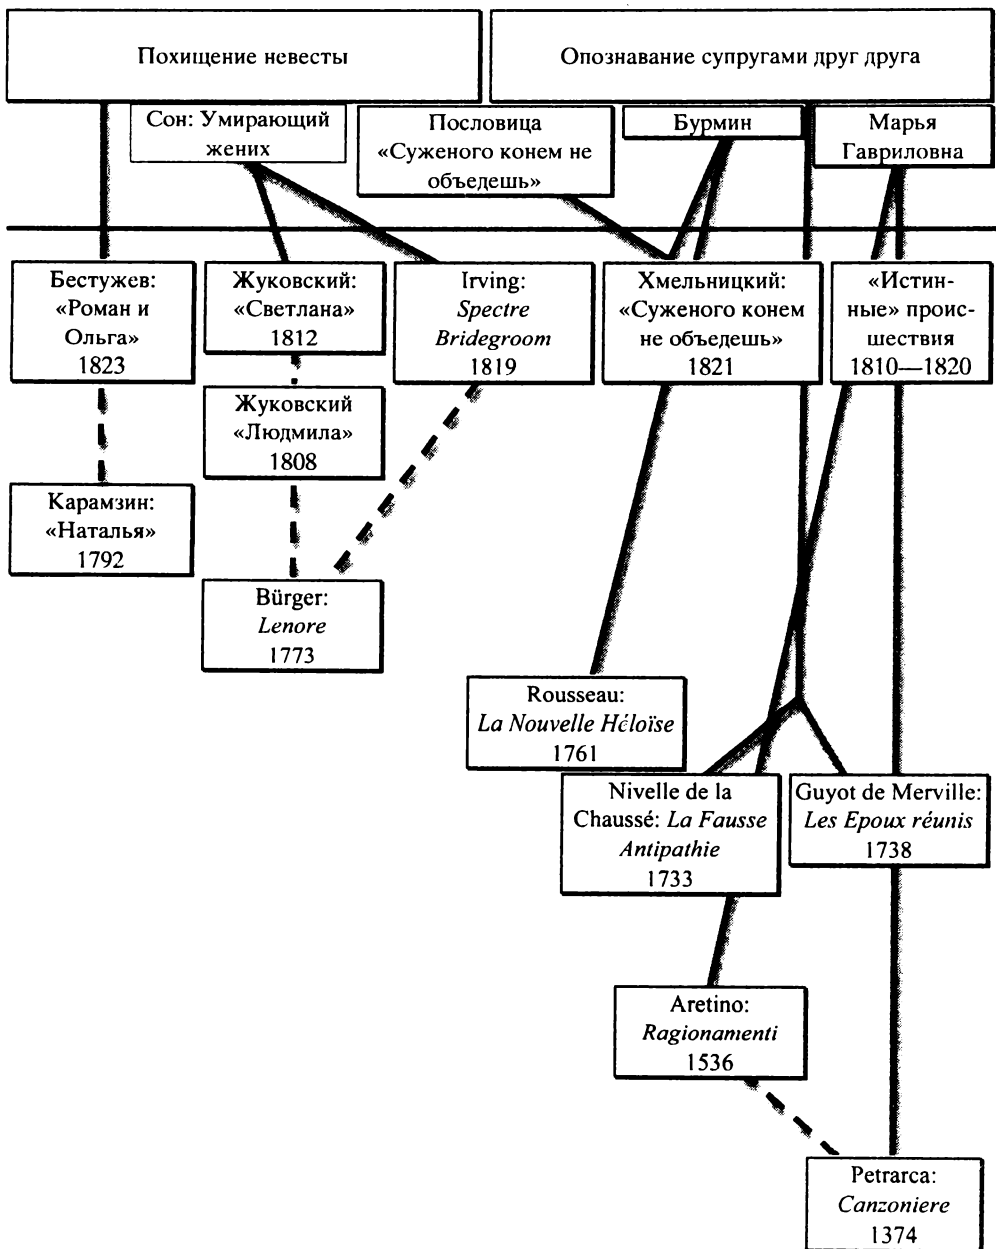 Похищение невесты
Опознавание супругами друг друга
Сон: Умирающий
жених
Пословица
«Суженого конем не
объедешь»
Бурмин
Марья
Гавриловна
Бестужев:
«Роман и
Ольга»
1823
Жуковский:
«Светлана»
1812
Irving:
Spectre
Bridegroom
1819
Хмельницкий:
«Суженого конем
не объедешь»
1821
«Истин-
ные» проис-
шествия
1810—1820
Жуковский
«Людмила»
1808
Карамзин:
«Наталья»
1792
Bürger:
Lenore
1773
Rousseau:
La Nouvelle Héloïse
1761
Nivelle de la
Chaussé: La Fausse
Antipathie
1733
Guyot de Merville:
Les Epoux réunis
1738
Aretino:
Ragionamenti
1536
Petrarca:
Canzoniere
1374